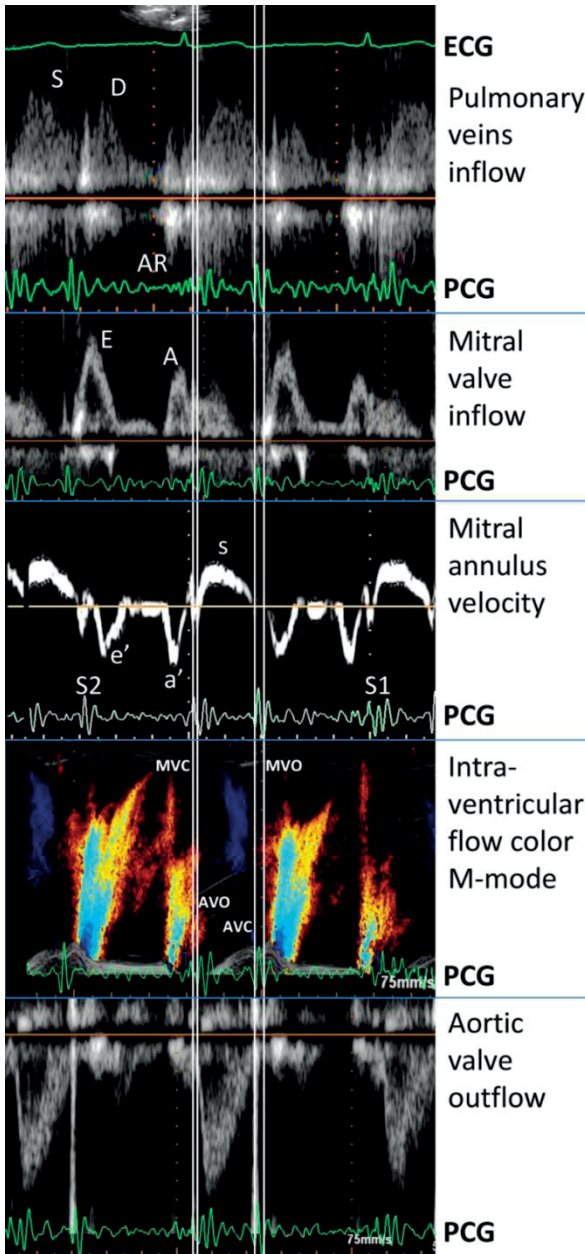 ECG
S
D
Pulmonary
veins
inflow
AR
PCG
E
A
Mitral
valve
inflow
PCG
s
Mitral
annulus
velocity
e'
a'
S2
S1
PCG
MVC
MVO
Intra-
ventricular
flow color
M-mode
AVO
AVC
75mm/s
PCG
Aortic
valve
outflow
75mm/s
PCG